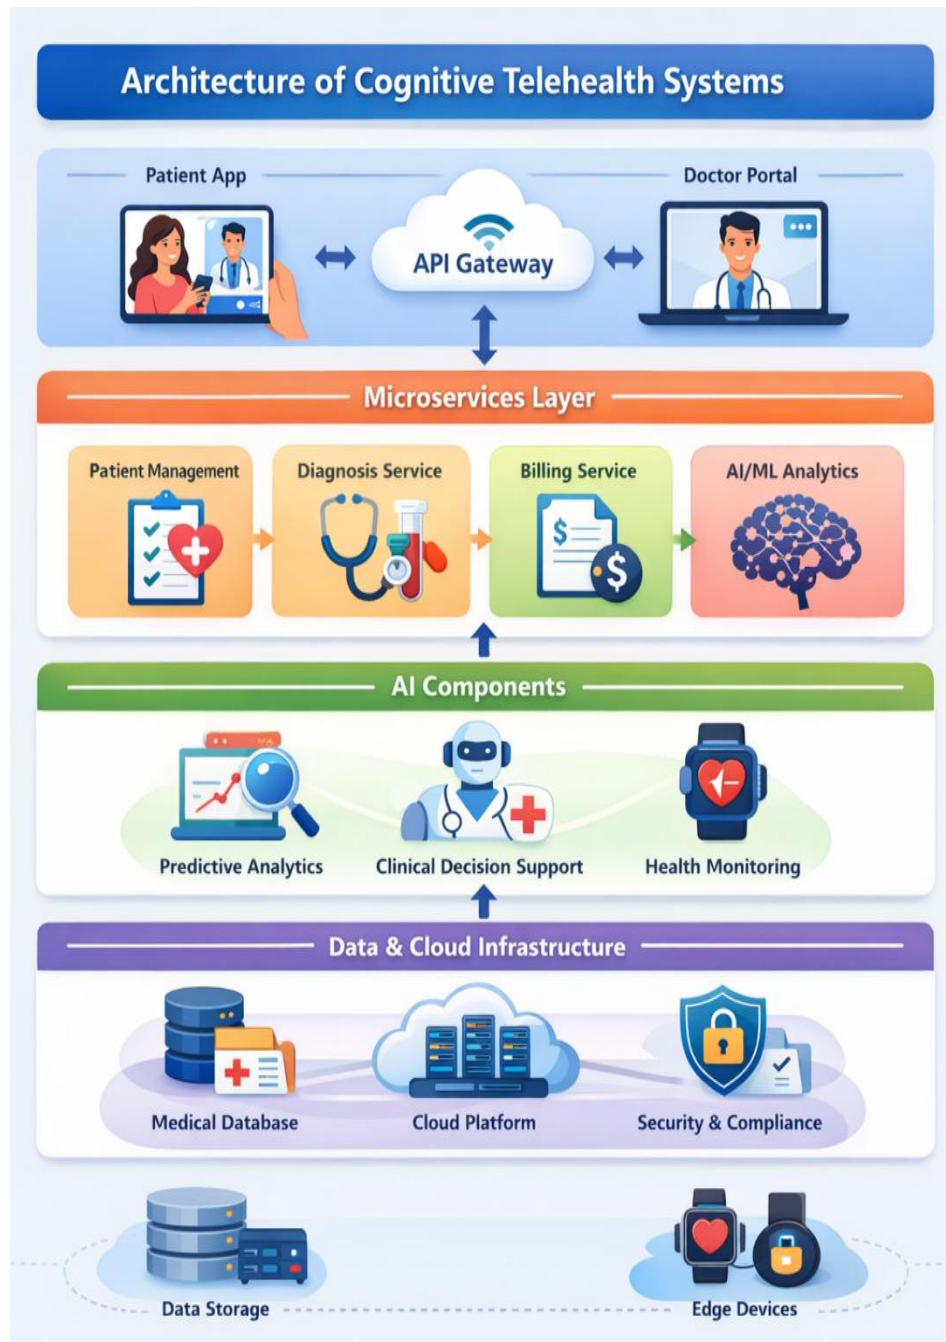 Architecture of Cognitive Telehealth Systems
Patient App
Doctor Portal
API Gateway
Microservices Layer
Patient Management
Diagnosis Service
Billing Service
AI/ML Analytics
$
$
AI Components
Predictive Analytics
Clinical Decision Support
Health Monitoring
Data & Cloud Infrastructure
Medical Database
Cloud Platform
Security & Compliance
Data Storage
Edge Devices